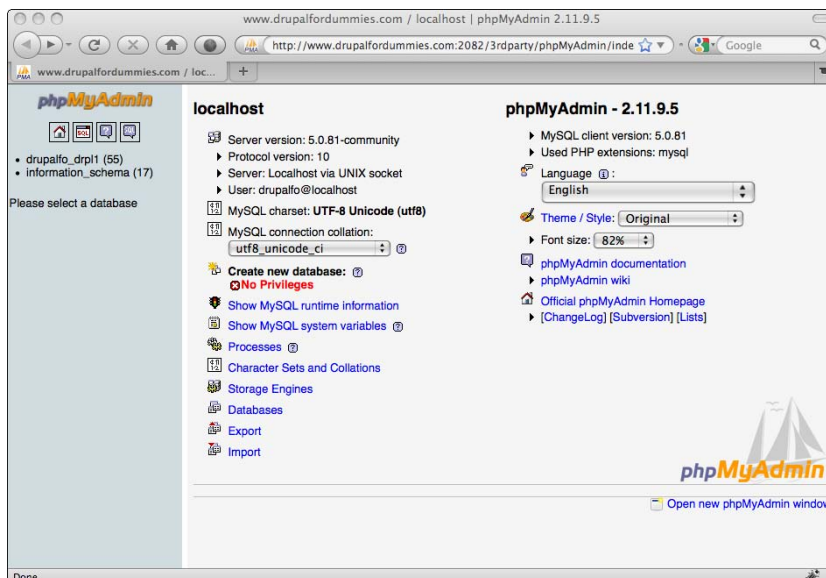 www.drupalfordummies.com / localhost | phpMyAdmin 2.11.9.5
http://www.drupalfordummies.com:2082/3rdparty/phpMyAdmin/inde
Google
www.drupalfordummies.com / loc...
phpMyAdmin
SQL
drupalfo_drpl1 (55)
information_schema (17)
Please select a database
localhost
Server version: 5.0.81-community
Protocol version: 10
Server: Localhost via UNIX socket
User: drupalfo@localhost
MySQL charset: UTF-8 Unicode (utf8)
MySQL connection collation:
utf8_unicode_ci
Create new database:
No Privileges
Show MySQL runtime information
Show MySQL system variables
Processes
Character Sets and Collations
Storage Engines
Databases
Export
Import
phpMyAdmin - 2.11.9.5
MySQL client version: 5.0.81
Used PHP extensions: mysql
Language :
English
Theme / Style: Original
Font size: 82%
phpMyAdmin documentation
phpMyAdmin wiki
Official phpMyAdmin Homepage
[ChangeLog] [Subversion] [Lists]
phpMyAdmin
Open new phpMyAdmin window
Done